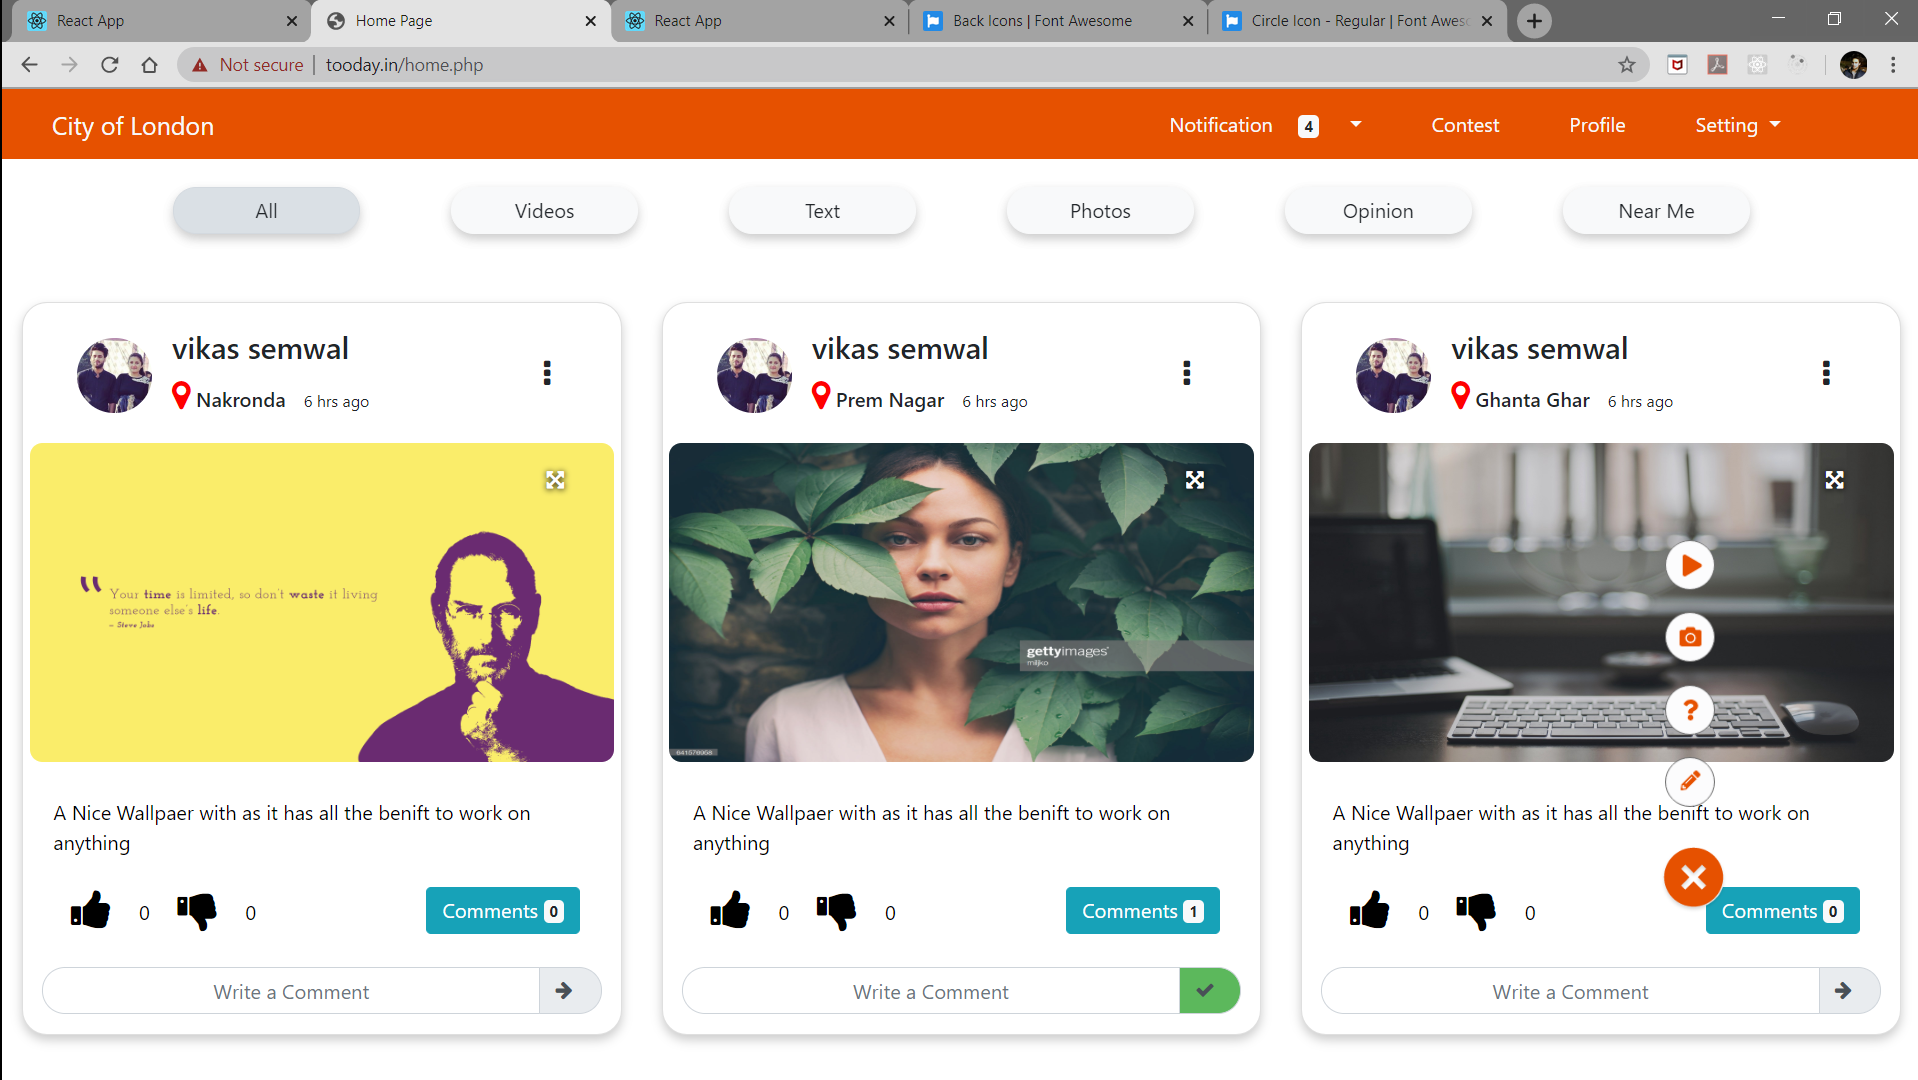 React App
Home Page
React App
Back Icons | Font Awesome
Circle Icon - Regular | Font Awes
Not secure | tooday.in/home.php
City of London
Notification 4
Contest
Profile
Setting
All
Videos
Text
Photos
Opinion
Near Me
vikas semwal
Nakronda 6 hrs ago
" Your time is limited, so don't waste it living
someone else's life.
- Steve Jobs
A Nice Wallpaer with as it has all the benift to work on
anything
0 0 Comments 0
Write a Comment
vikas semwal
Prem Nagar 6 hrs ago
gettyimages
miljko
641576958
A Nice Wallpaer with as it has all the benift to work on
anything
0 0 Comments 1
Write a Comment
vikas semwal
Ghanta Ghar 6 hrs ago
?
A Nice Wallpaer with as it has all the benift to work on
anything
0 0 Comments 0
Write a Comment